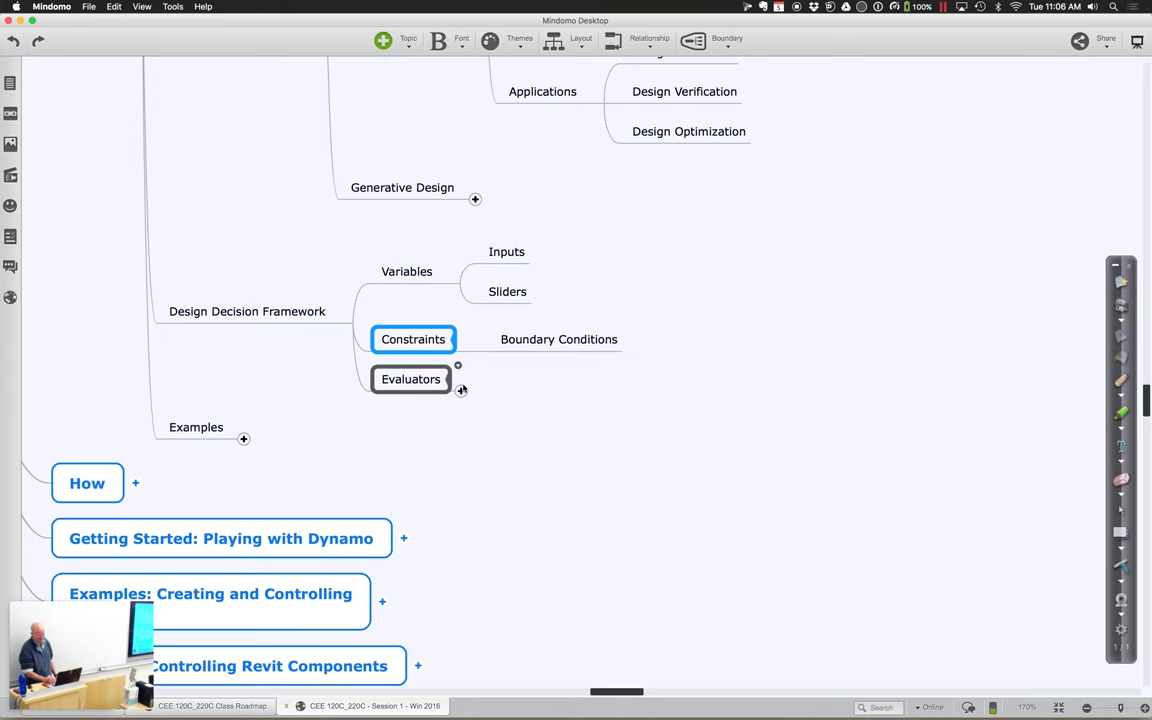 Mindomo File Edit View Tools Help
5 100% Tue 11:06 AM
Mindomo Desktop
Topic Font Themes Layout Relationship Boundary Share
Applications
Design Verification
Design Optimization
Generative Design
Inputs
Variables
Sliders
Design Decision Framework
Constraints
Boundary Conditions
Evaluators
Examples
How
Getting Started: Playing with Dynamo
Examples: Creating and Controlling
Controlling Revit Components
1/1
CEE 120C_220C Class Roadmap
CEE 120C_220C - Session 1 - Win 2016
Search
Online
170%